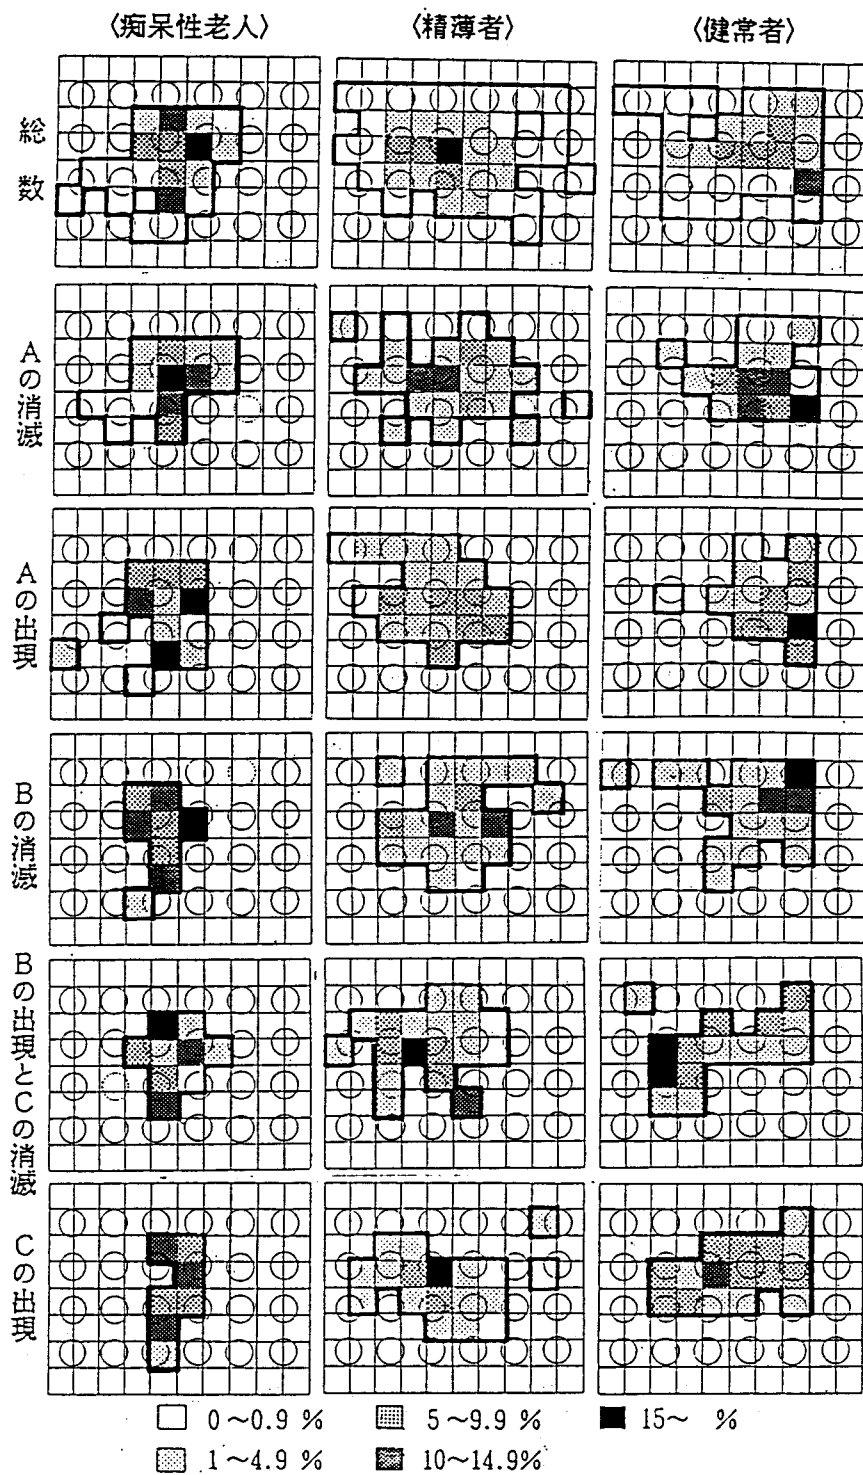 〈痴呆性老人〉 〈精薄者〉 〈健常者〉
総数
Aの消滅
Aの出現
Bの消滅
Bの出現とCの消滅
Cの出現
0～0.9 % 5～9.9 % 15～ %
1～4.9 % 10～14.9%